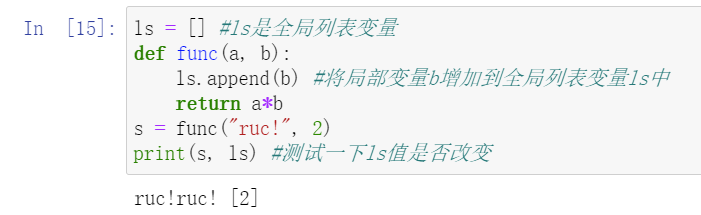 In [15]: ls = [] #ls是全局列表变量
def func(a, b):
    ls.append(b) #将局部变量b增加到全局列表变量ls中
    return a*b
s = func("ruc!", 2)
print(s, ls) #测试一下ls值是否改变
ruc!ruc! [2]